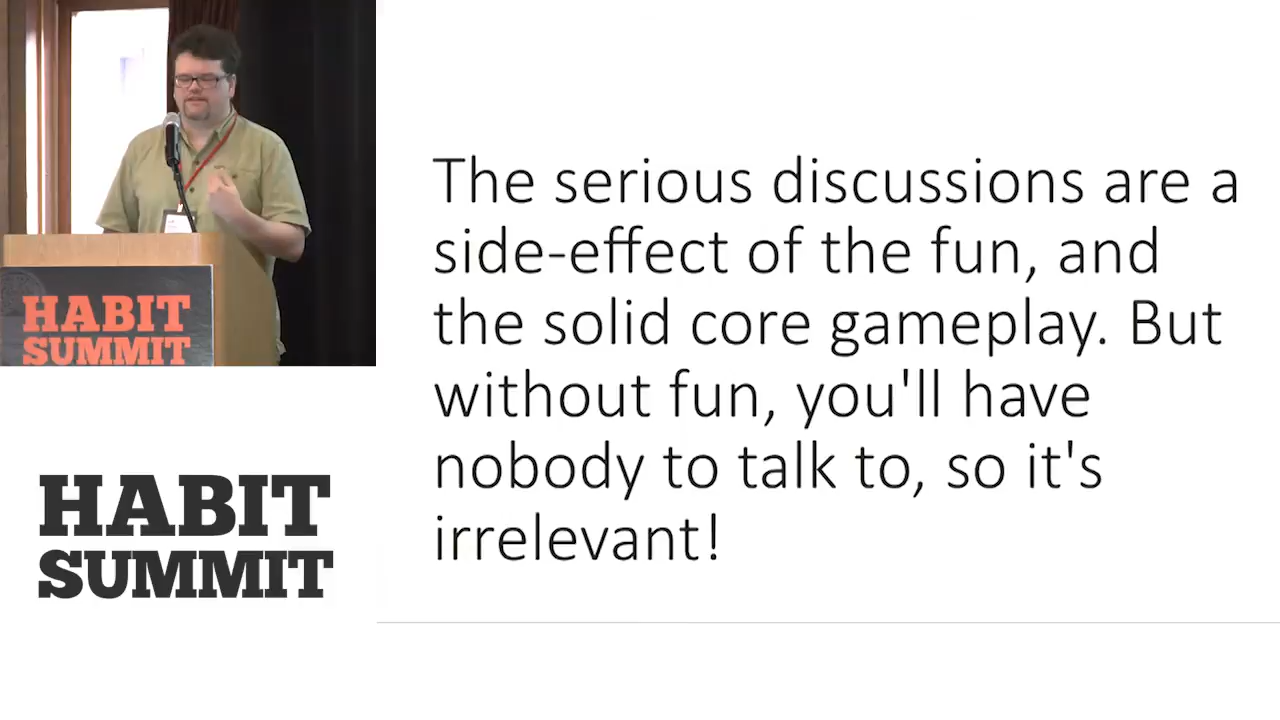 HABIT
SUMMIT
HABIT
SUMMIT
The serious discussions are a
side-effect of the fun, and
the solid core gameplay. But
without fun, you'll have
nobody to talk to, so it's
irrelevant!